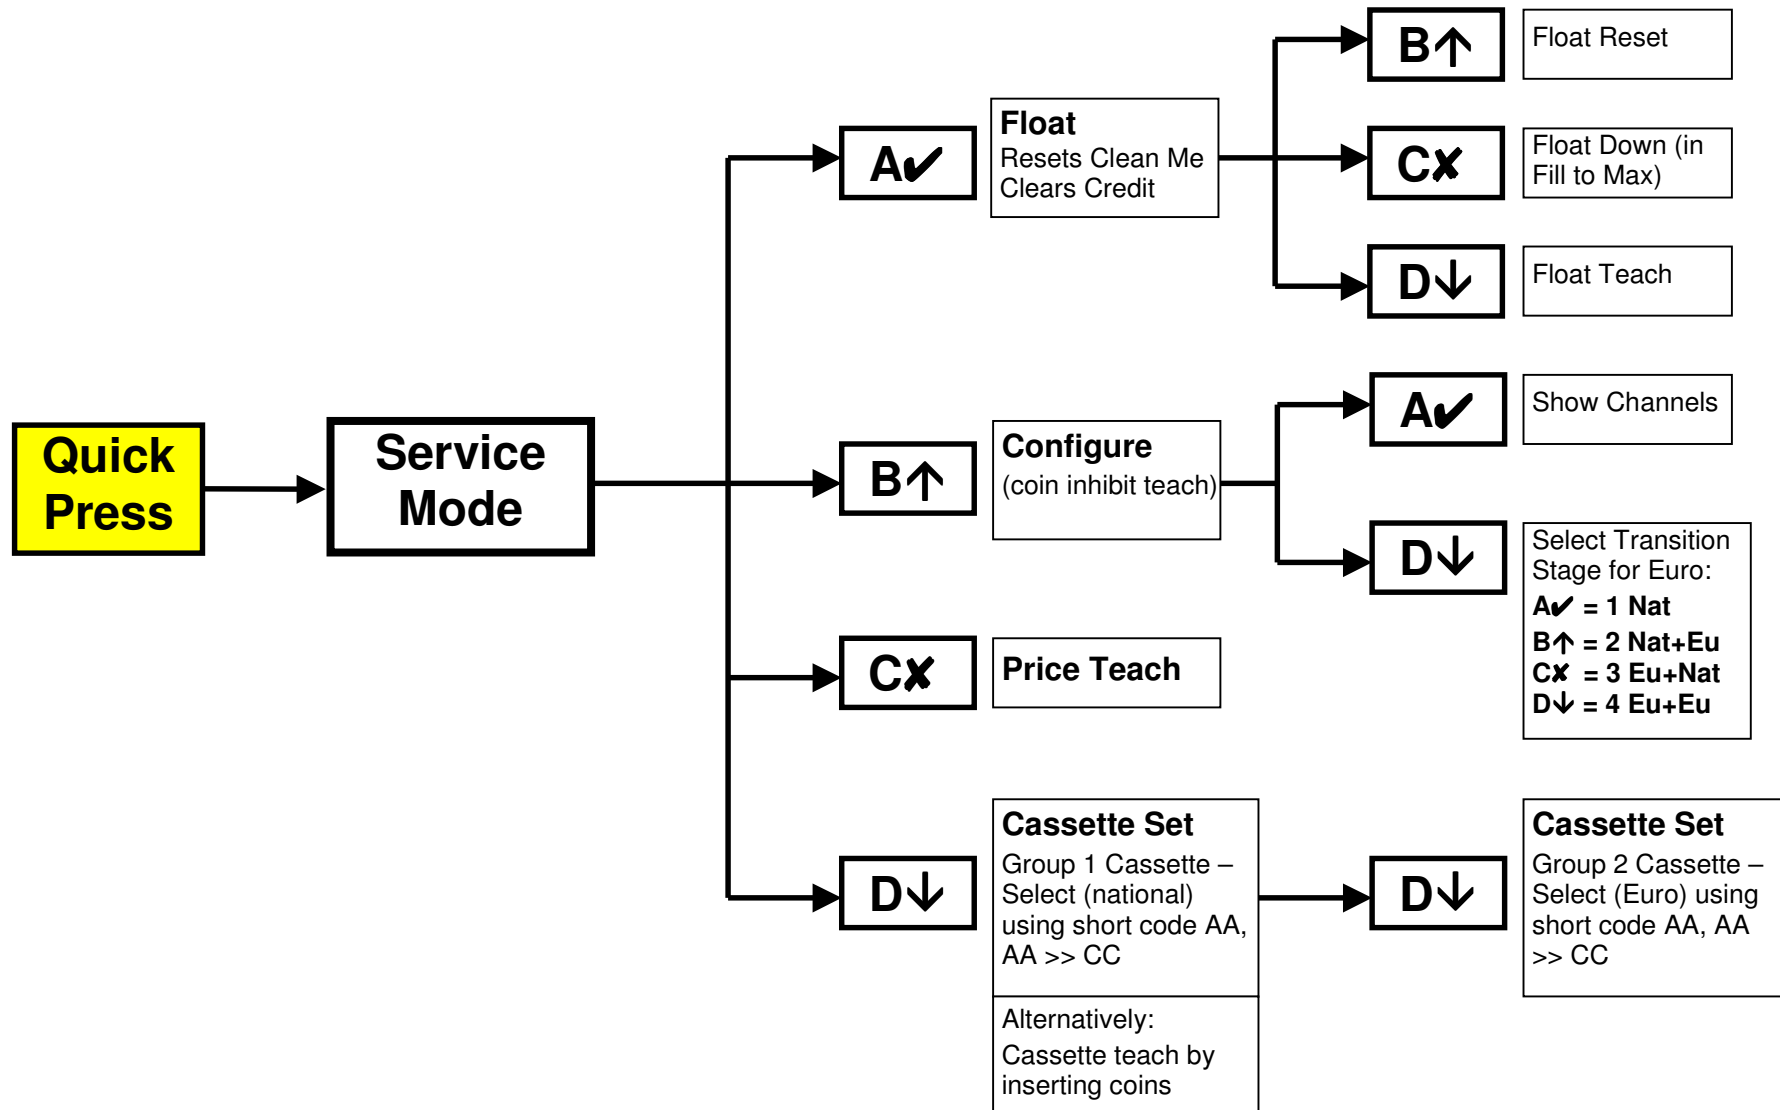 Quick
Press
Service
Mode
A✔
Float
Resets Clean Me
Clears Credit
B↑
Float Reset
C✘
Float Down (in
Fill to Max)
D↓
Float Teach
B↑
Configure
(coin inhibit teach)
A✔
Show Channels
D↓
Select Transition
Stage for Euro:
A✔ = 1 Nat
B↑ = 2 Nat+Eu
C✘ = 3 Eu+Nat
D↓ = 4 Eu+Eu
C✘
Price Teach
D↓
Cassette Set
Group 1 Cassette –
Select (national)
using short code AA,
AA >> CC
Alternatively:
Cassette teach by
inserting coins
D↓
Cassette Set
Group 2 Cassette –
Select (Euro) using
short code AA, AA
>> CC